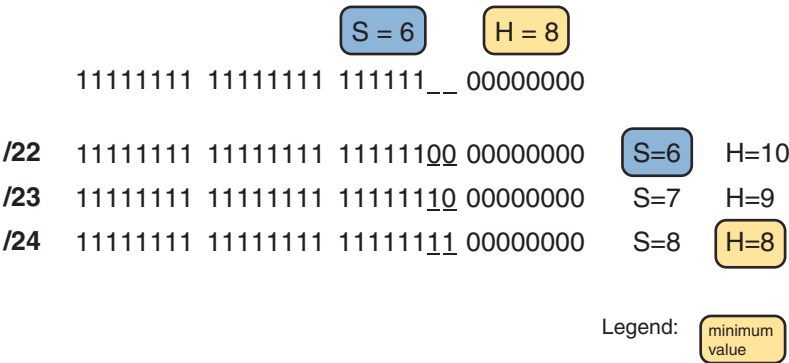 S = 6 H = 8
11111111 11111111 111111_ _ 00000000
/22 11111111 11111111 11111100 00000000 S=6 H=10
/23 11111111 11111111 11111110 00000000 S=7 H=9
/24 11111111 11111111 11111111 00000000 S=8 H=8
Legend: minimum
value